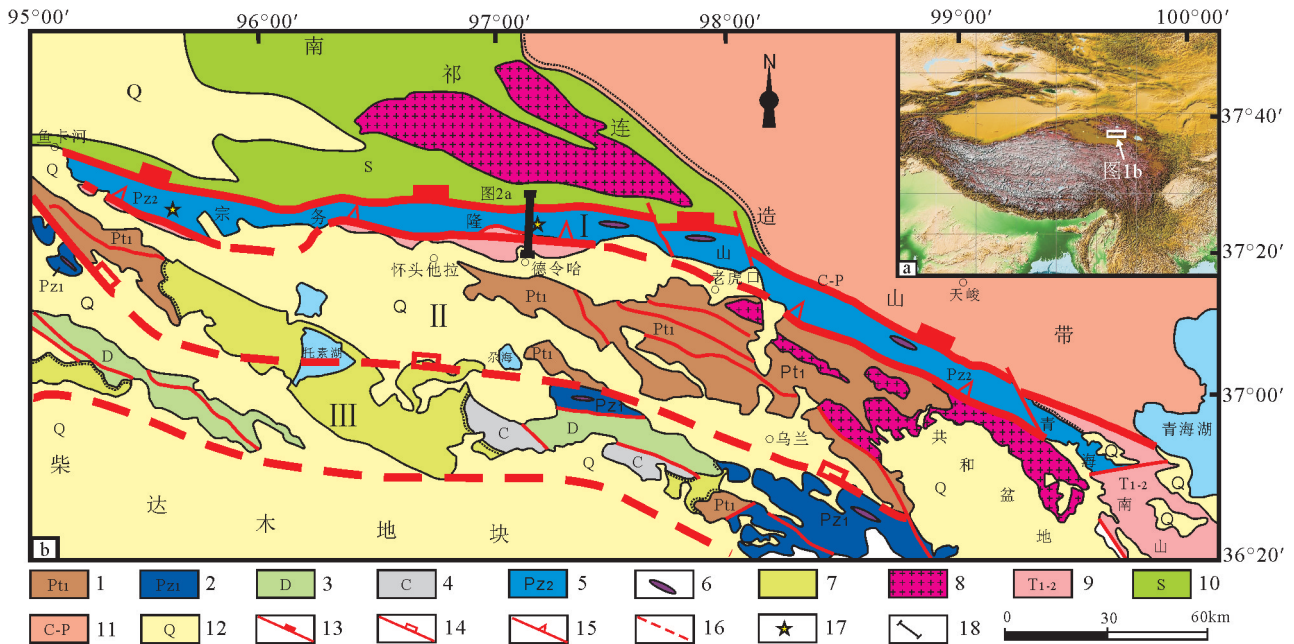 95°00′ 96°00′ 97°00′ 98°00′ 99°00′ 100°00′
37°40′
37°20′
37°00′
36°20′
南
祁
连
造
山
带
N
Q
鱼卡河
Q
S
图2a
Pz2
宗
务
隆
I
山
图1b
a
Pt1
Pz1
Q
怀头他拉
德令哈
老虎口
C-P
天峻
Q
II
Pt1
Pt1
Pt1
D
托素湖
尕海
Pt1
Pz1
Pz2
III
C
D
乌兰
青
海
南
山
青海湖
Q
Q
Q
T1-2
Q
C
Q
共
和
盆
地
Q
Pt1
Pz1
柴
达
木
地
块
b
Pt1 1 Pz1 2 D 3 C 4 Pz2 5 6 7 8 T1-2 9 S 10
C-P 11 Q 12 13 14 15 16 17 18 0 30 60km